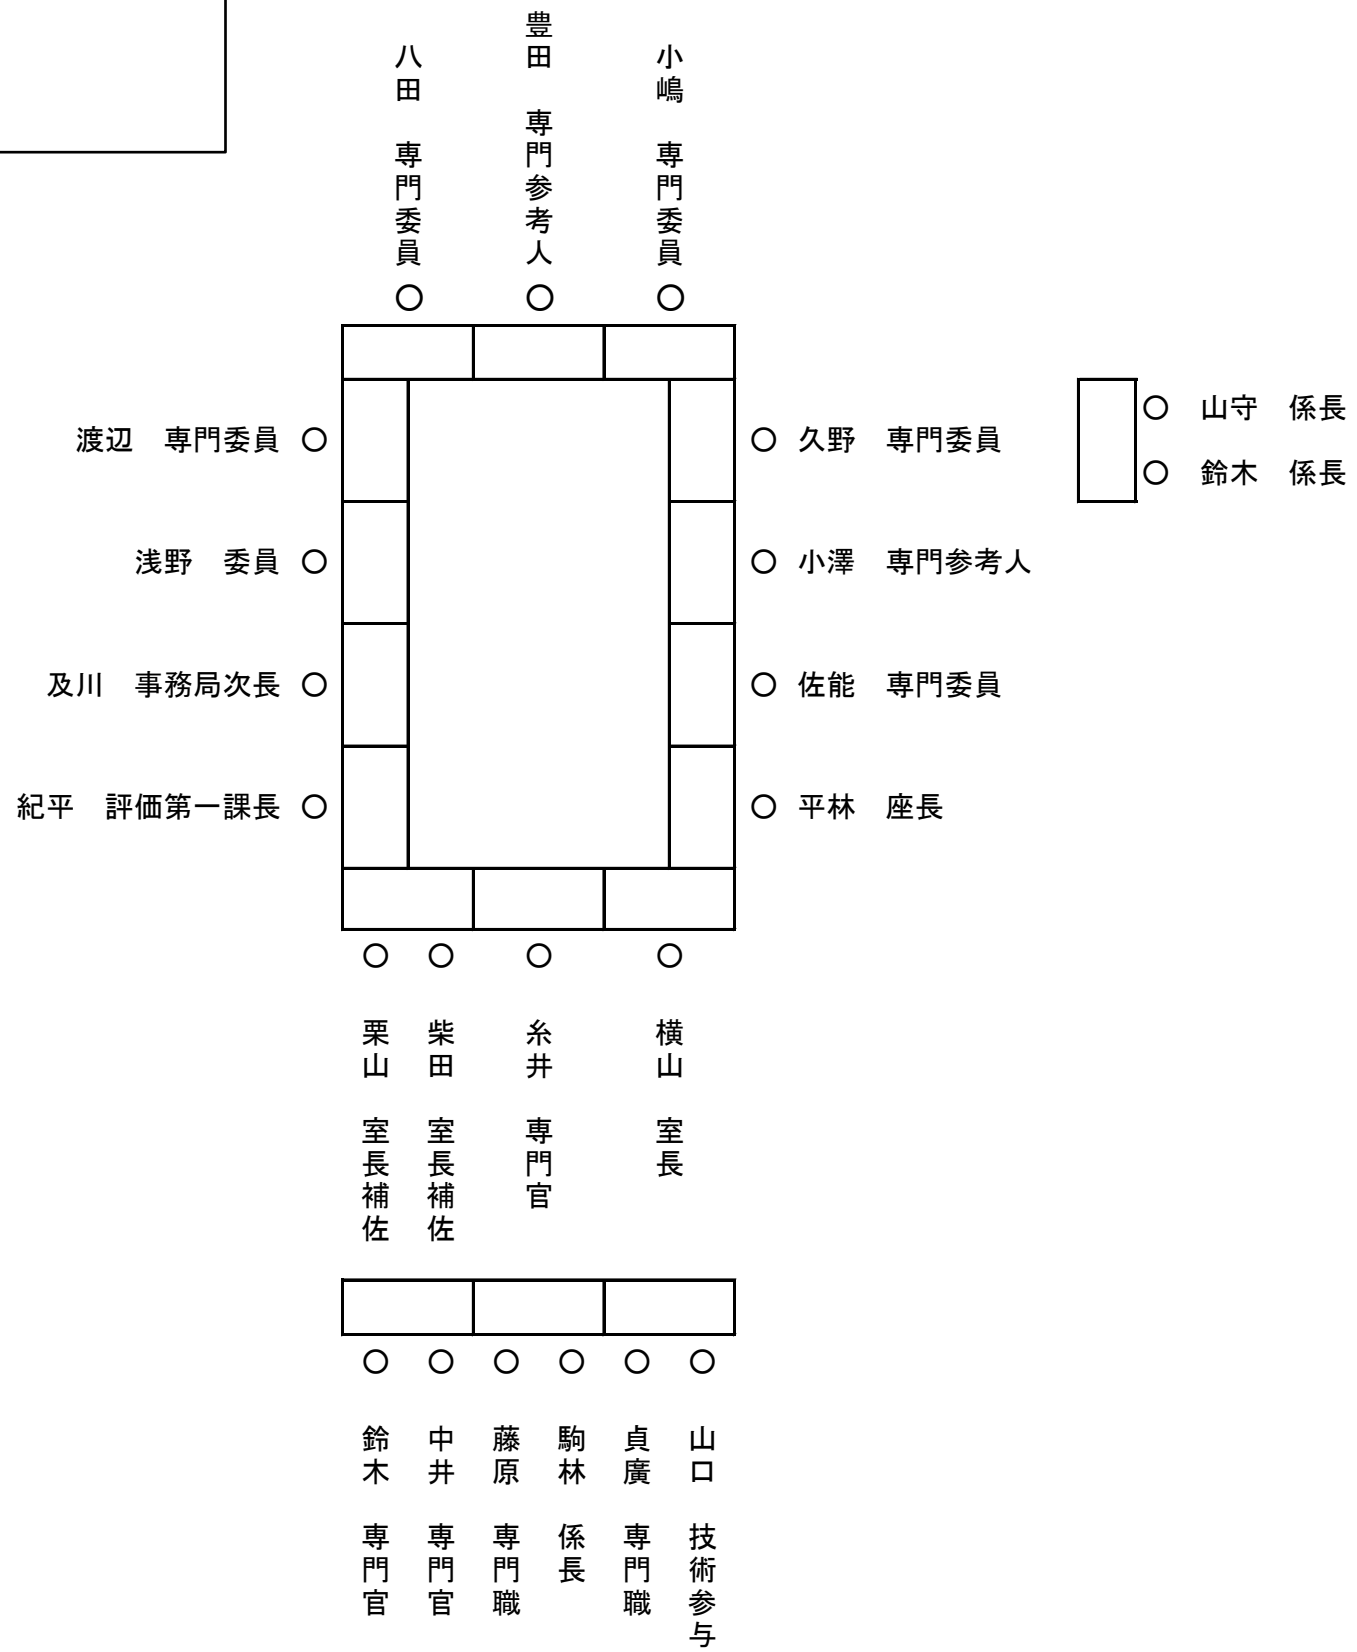 八田　専門委員
豊田　専門参考人
小嶋　専門委員
渡辺　専門委員
久野　専門委員
山守　係長
鈴木　係長
浅野　委員
小澤　専門参考人
及川　事務局次長
佐能　専門委員
紀平　評価第一課長
平林　座長
栗山　室長補佐
柴田　室長補佐
糸井　専門官
横山　室長
鈴木　専門官
中井　専門官
藤原　専門職
駒林　係長
貞廣　専門職
山口　技術参与